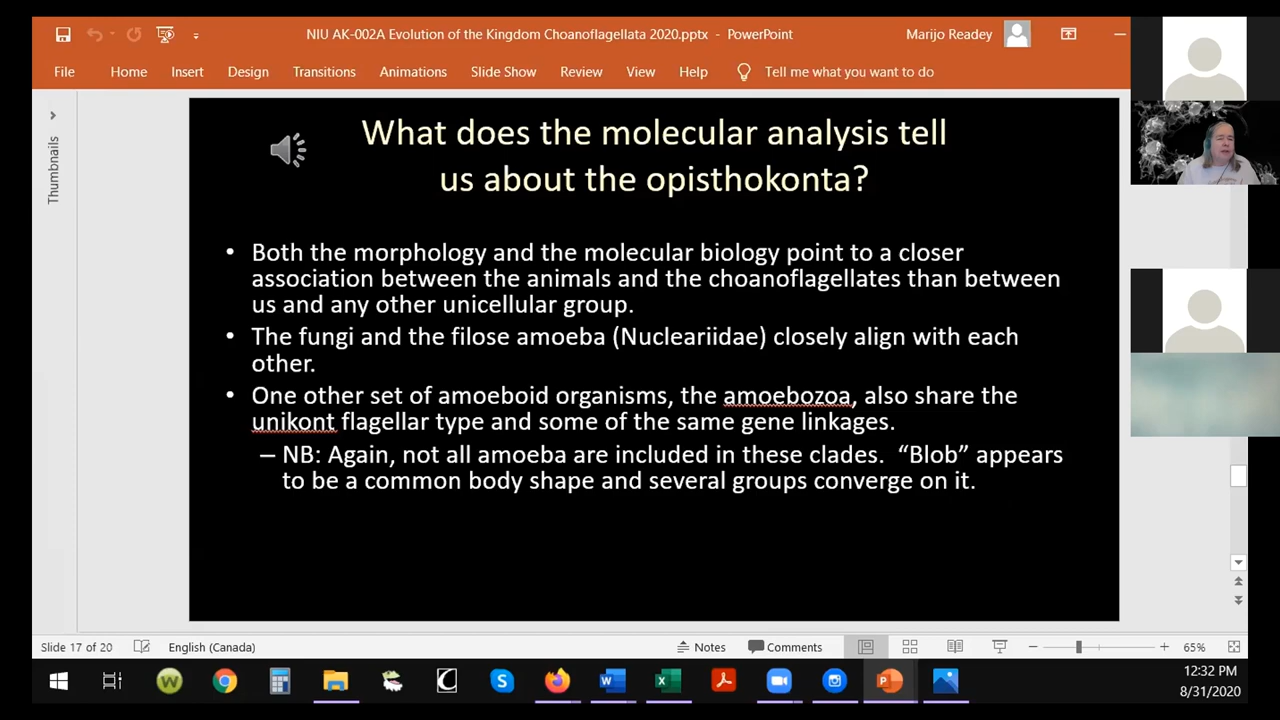 NIU AK-002A Evolution of the Kingdom Choanoflagellata 2020.pptx - PowerPoint
Marijo Readey
File Home Insert Design Transitions Animations Slide Show Review View Help Tell me what you want to do
Thumbnails
What does the molecular analysis tell
us about the opisthokonta?
• Both the morphology and the molecular biology point to a closer
association between the animals and the choanoflagellates than between
us and any other unicellular group.
• The fungi and the filose amoeba (Nucleariidae) closely align with each
other.
• One other set of amoeboid organisms, the amoebozoa, also share the
unikont flagellar type and some of the same gene linkages.
– NB: Again, not all amoeba are included in these clades. “Blob” appears
to be a common body shape and several groups converge on it.
Slide 17 of 20 English (Canada) Notes Comments 65%
12:32 PM
8/31/2020